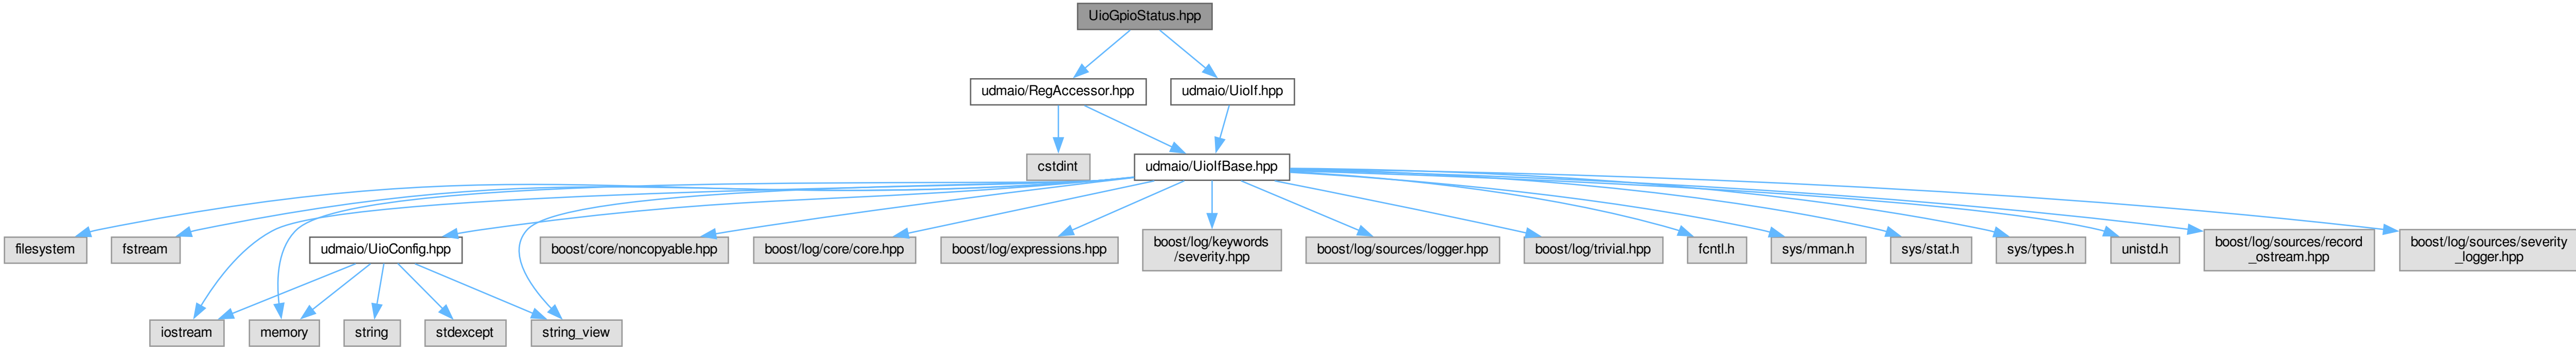 UioGpioStatus.hpp
udmaio/RegAccessor.hpp
udmaio/UioIf.hpp
cstdint
udmaio/UioIfBase.hpp
filesystem
fstream
udmaio/UioConfig.hpp
boost/core/noncopyable.hpp
boost/log/core/core.hpp
boost/log/expressions.hpp
boost/log/keywords
/severity.hpp
boost/log/sources/logger.hpp
boost/log/trivial.hpp
fcntl.h
sys/mman.h
sys/stat.h
sys/types.h
unistd.h
boost/log/sources/record
_ostream.hpp
boost/log/sources/severity
_logger.hpp
iostream
memory
string
stdexcept
string_view